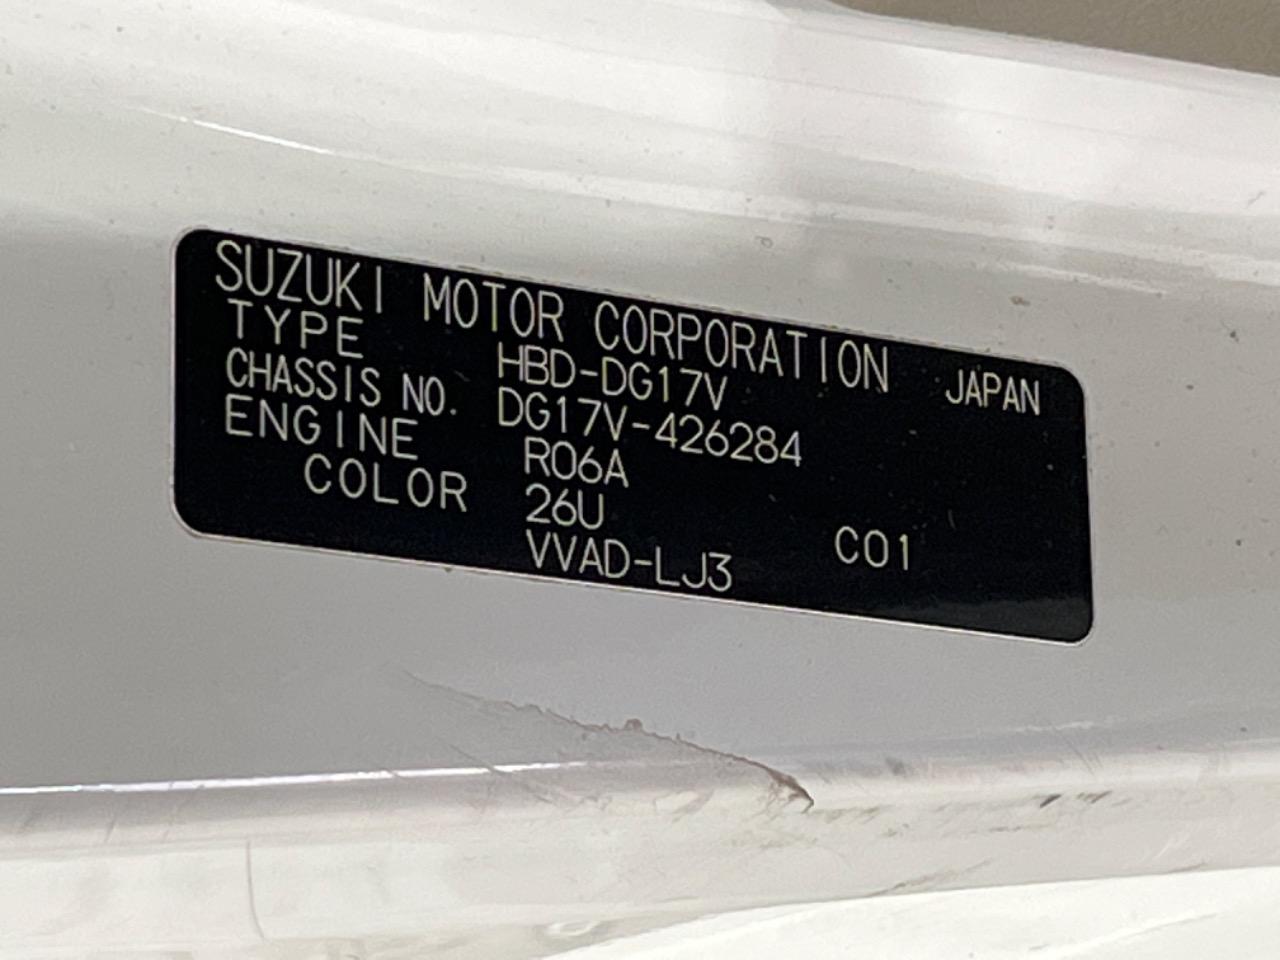 SUZUKI MOTOR CORPORATION JAPAN
TYPE HBD-DG17V
CHASSIS NO. DG17V-426284
ENGINE R06A
COLOR 26U C01
VVAD-LJ3